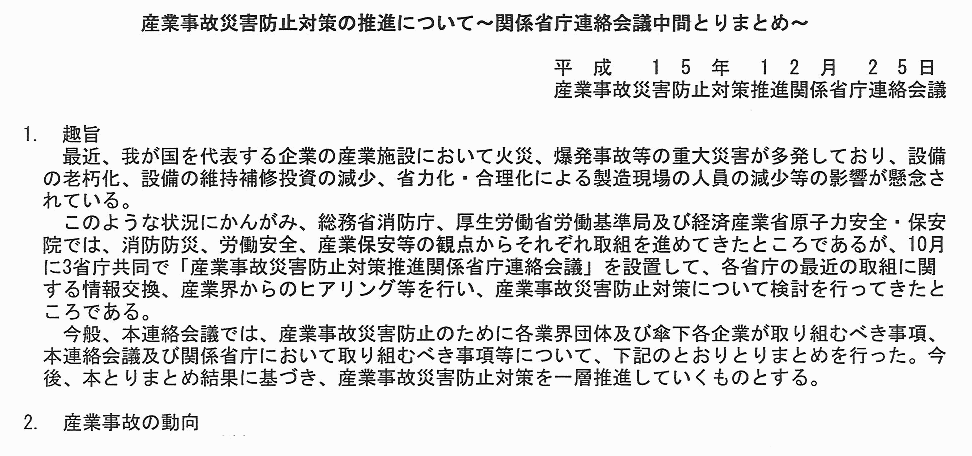 産業事故災害防止対策の推進について～関係省庁連絡会議中間とりまとめ～
平 成 1 5 年 1 2 月 2 5 日
産業事故災害防止対策推進関係省庁連絡会議
1. 趣旨
最近、我が国を代表する企業の産業施設において火災、爆発事故等の重大災害が多発しており、設備
の老朽化、設備の維持補修投資の減少、省力化・合理化による製造現場の人員の減少等の影響が懸念さ
れている。
このような状況にかんがみ、総務省消防庁、厚生労働省労働基準局及び経済産業省原子力安全・保安
院では、消防防災、労働安全、産業保安等の観点からそれぞれ取組を進めてきたところであるが、10月
に3省庁共同で「産業事故災害防止対策推進関係省庁連絡会議」を設置して、各省庁の最近の取組に関
する情報交換、産業界からのヒアリング等を行い、産業事故災害防止対策について検討を行ってきたと
ころである。
今般、本連絡会議では、産業事故災害防止のために各業界団体及び傘下各企業が取り組むべき事項、
本連絡会議及び関係省庁において取り組むべき事項等について、下記のとおりとりまとめを行った。今
後、本とりまとめ結果に基づき、産業事故災害防止対策を一層推進していくものとする。
2. 産業事故の動向